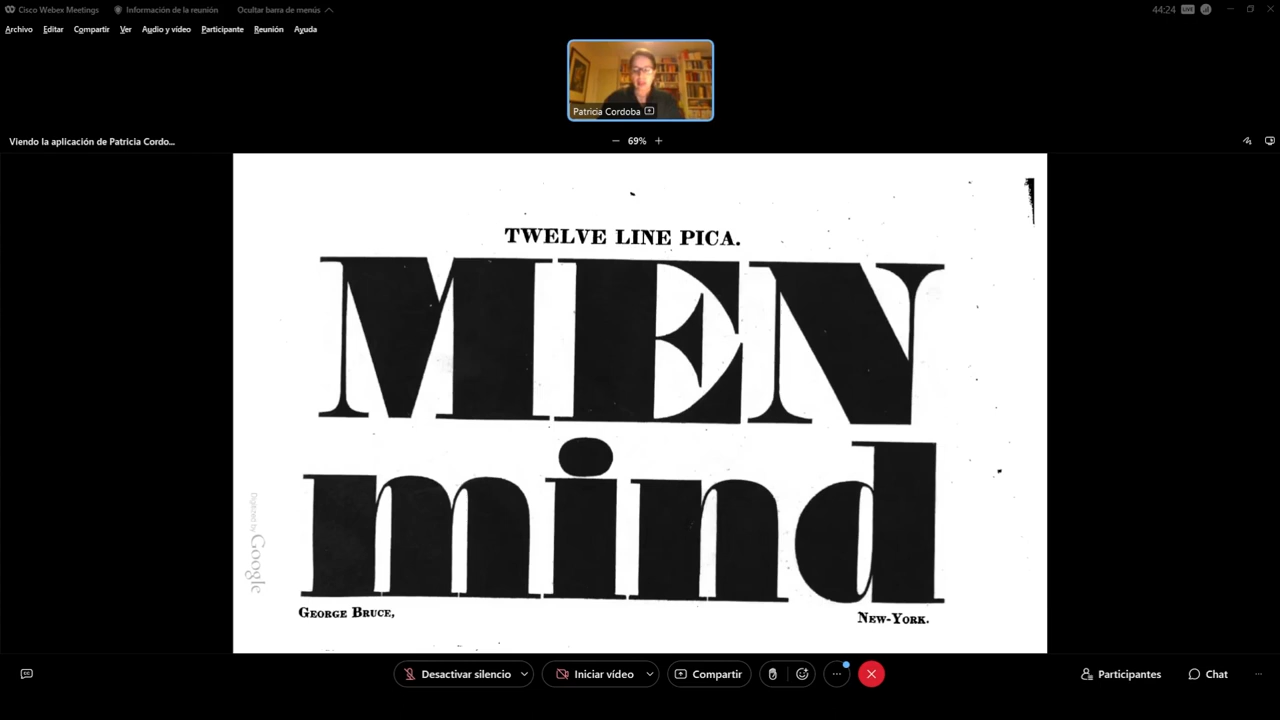 Cisco Webex Meetings Información de la reunión Ocultar barra de menús 44:24 LIVE
Archivo Editar Compartir Ver Audio y vídeo Participante Reunión Ayuda
Patricia Cordoba
Viendo la aplicación de Patricia Cordo...
69%
TWELVE LINE PICA.
MEN
mind
Digitized by Google
GEORGE BRUCE, NEW-YORK.
Desactivar silencio Iniciar vídeo Compartir ... Participantes Chat ...